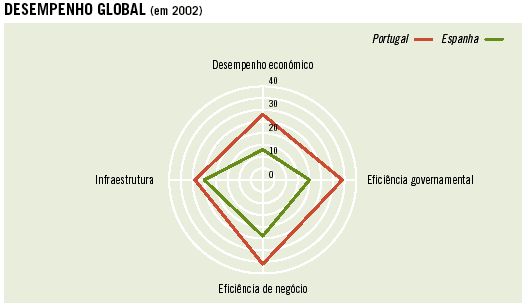 DESEMPENHO GLOBAL (em 2002)
Portugal Espanha
Desempenho económico
40
30
20
10
0
Infraestrutura
Eficiência governamental
Eficiência de negócio